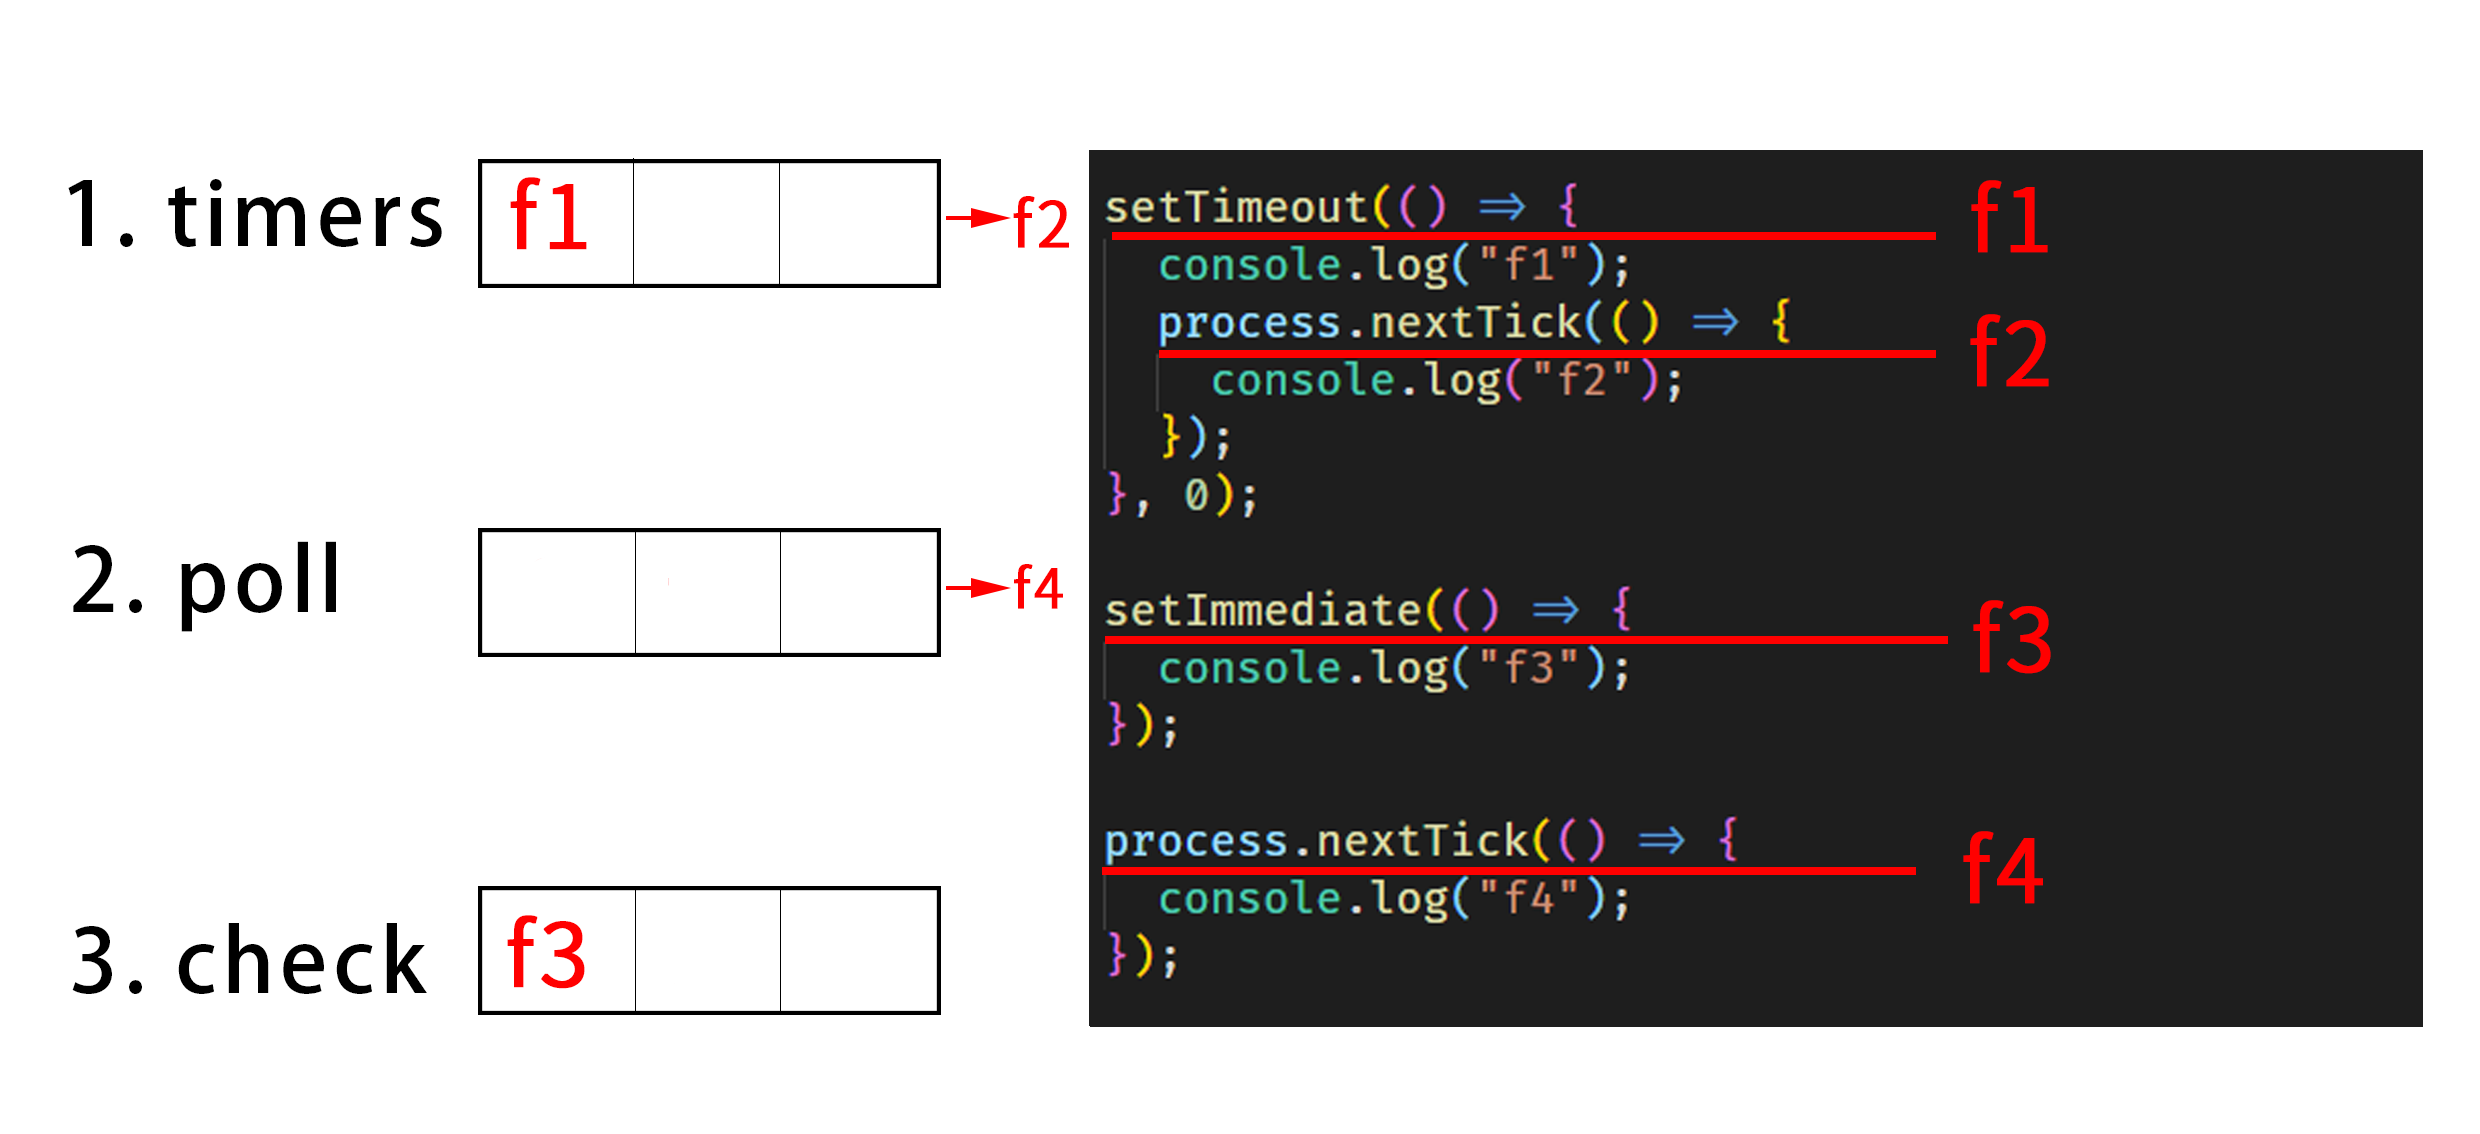 1. timers
f1
f2
2. poll
f4
3. check
f3
setTimeout(() => {
f1
console.log("f1");
process.nextTick(() => {
f2
console.log("f2");
});
}, 0);
setImmediate(() => {
f3
console.log("f3");
});
process.nextTick(() => {
f4
console.log("f4");
});